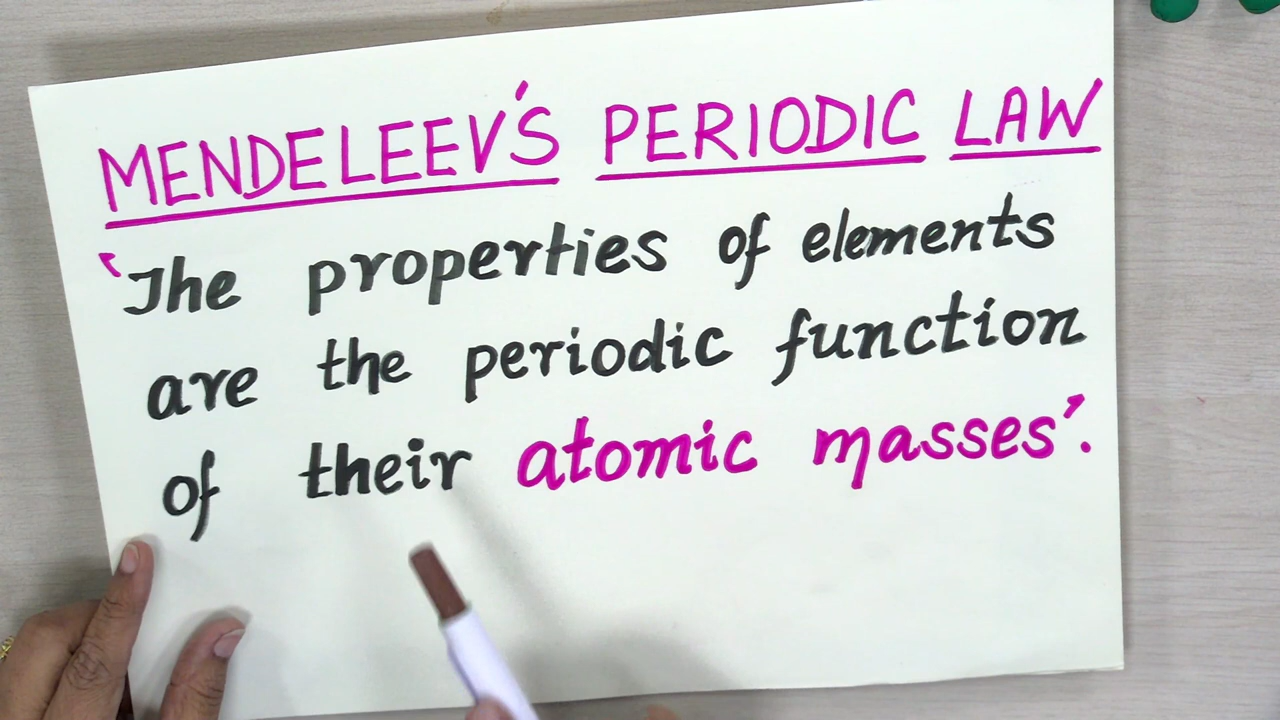 MENDELEEV'S PERIODIC LAW
'The properties of elements
are the periodic function
of their atomic masses'.